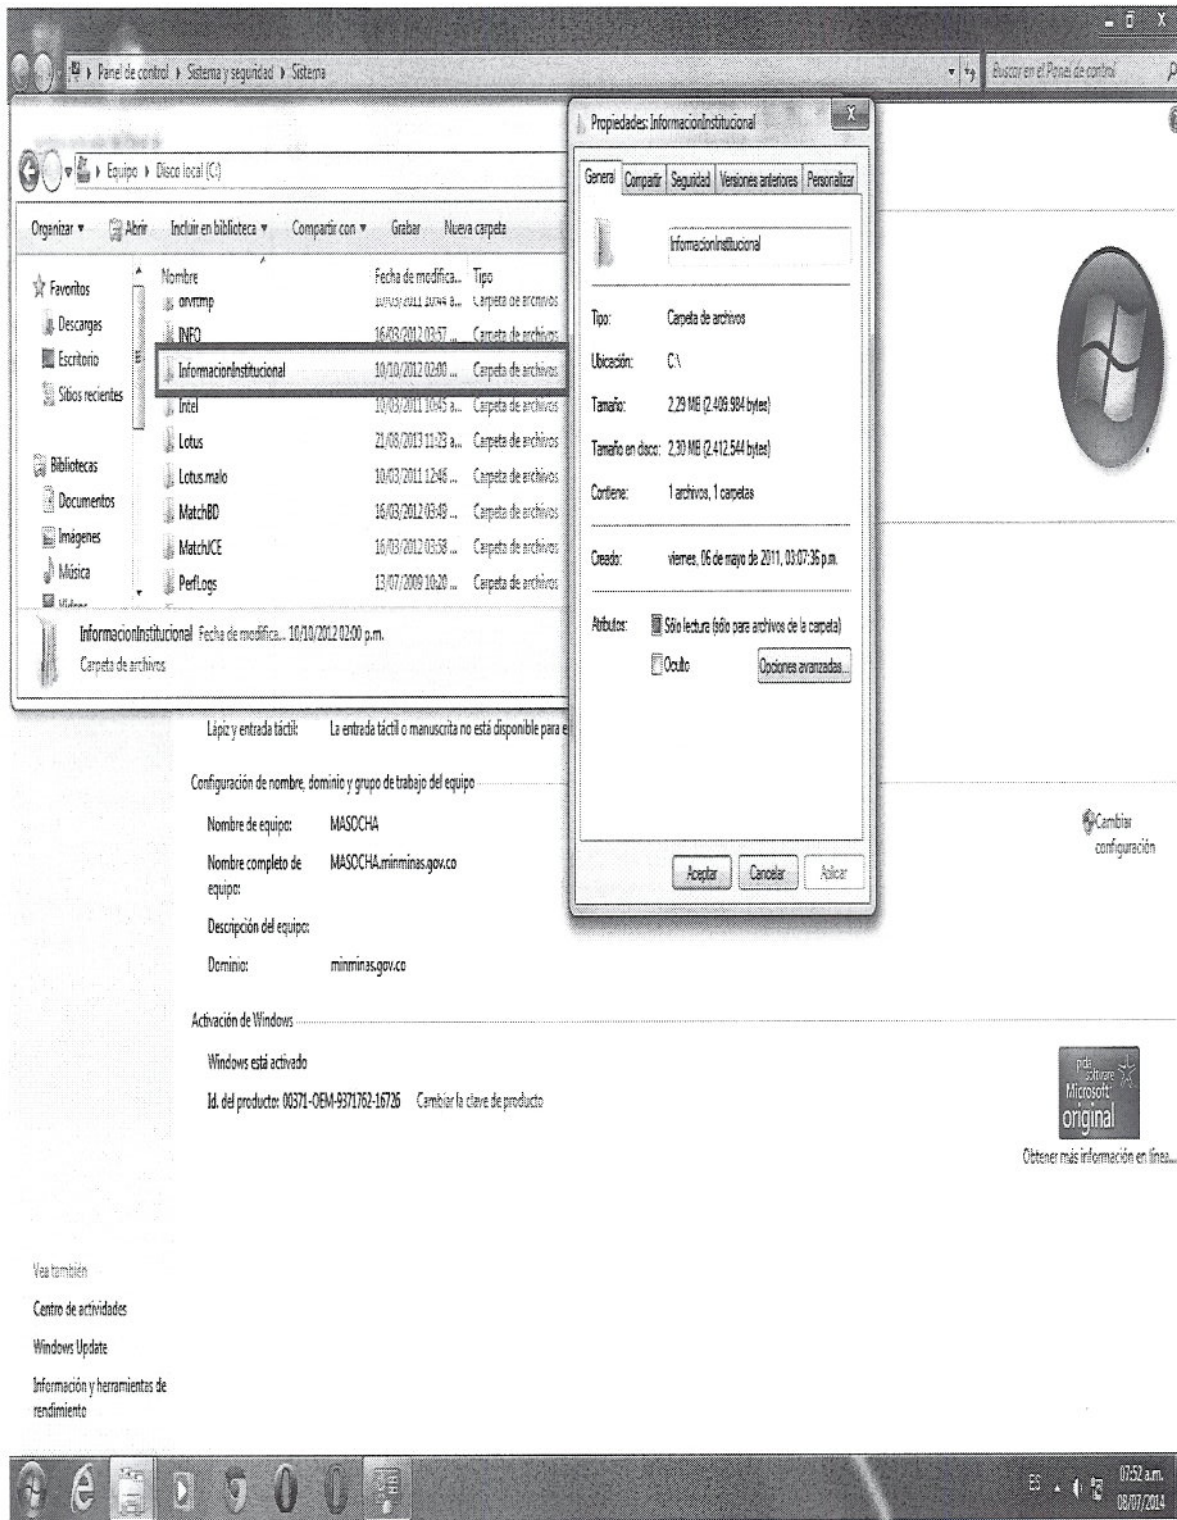 Panel de control ▸ Sistema y seguridad ▸ Sistema
Buscar en el Panel de control
Equipo ▸ Disco local (C:)
Organizar
Abrir
Incluir en biblioteca
Compartir con
Grabar
Nueva carpeta
Favoritos
Descargas
Escritorio
Sitios recientes
Bibliotecas
Documentos
Imágenes
Música
Nombre Fecha de modifica... Tipo
10/03/2011 10:44 a... Carpeta de archivos
INFO 16/03/2012 03:57 ... Carpeta de archivos
InformacionInstitucional 10/10/2012 02:00 ... Carpeta de archivos
Intel 10/03/2011 10:45 a... Carpeta de archivos
Lotus 21/08/2013 11:23 a... Carpeta de archivos
Lotus.malo 10/03/2011 12:46 ... Carpeta de archivos
MatchBD 16/03/2012 03:49 ... Carpeta de archivos
MatchICE 16/03/2012 03:58 ... Carpeta de archivos
PerfLogs 13/07/2009 10:20 ... Carpeta de archivos
InformacionInstitucional Fecha de modifica... 10/10/2012 02:00 p.m.
Carpeta de archivos
Propiedades: InformacionInstitucional
General Compartir Seguridad Versiones anteriores Personalizar
InformacionInstitucional
Tipo: Carpeta de archivos
Ubicación: C:\
Tamaño: 2,29 MB (2.409.984 bytes)
Tamaño en disco: 2,30 MB (2.412.544 bytes)
Contiene: 1 archivos, 1 carpetas
Creado: viernes, 06 de mayo de 2011, 03:07:36 p.m.
Atributos: Sólo lectura (sólo para archivos de la carpeta)
Oculto
Opciones avanzadas...
Aceptar Cancelar Aplicar
Lápiz y entrada táctil: La entrada táctil o manuscrita no está disponible para e
Configuración de nombre, dominio y grupo de trabajo del equipo
Nombre de equipo: MASOCHA
Cambiar
configuración
Nombre completo de MASOCHA.minminas.gov.co
equipo:
Descripción del equipo:
Dominio: minminas.gov.co
Activación de Windows
Windows está activado
Id. del producto: 00371-OEM-9371762-16726 Cambiar la clave de producto
pida
software
Microsoft
original
Obtener más información en línea...
Vea también
Centro de actividades
Windows Update
Información y herramientas de
rendimiento
ES
07:52 a.m.
08/07/2014